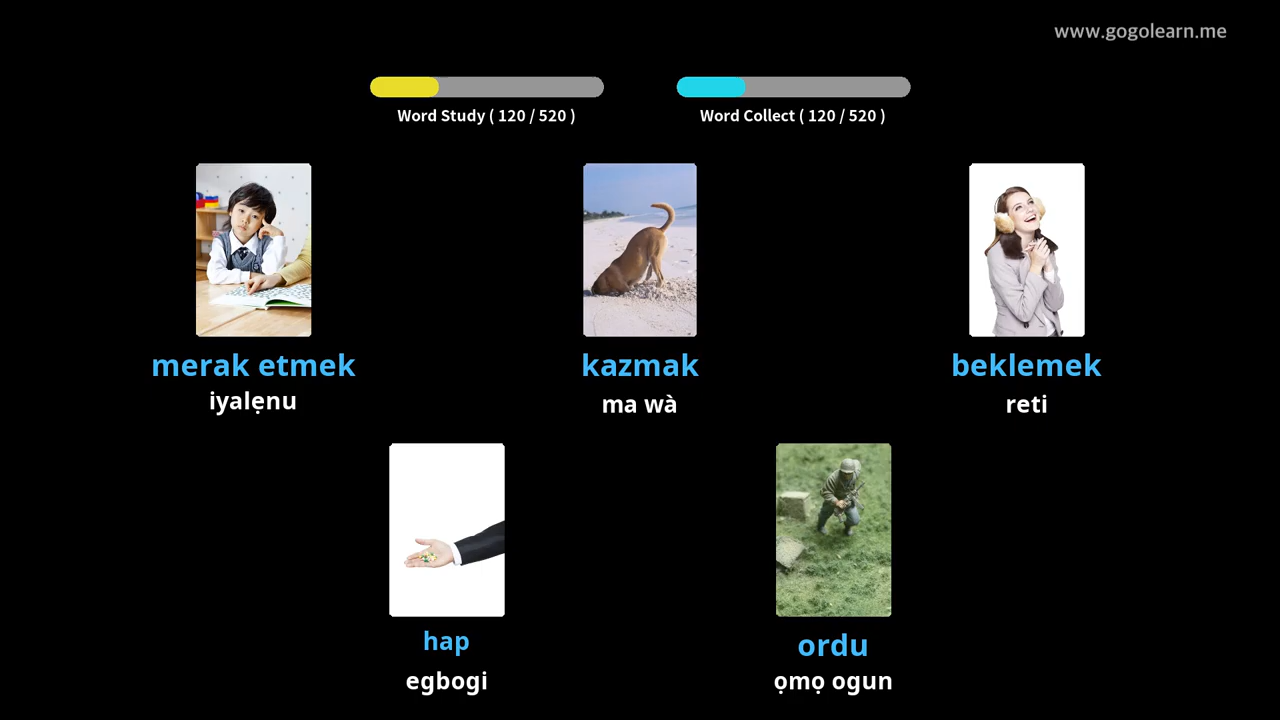 www.gogolearn.me
Word Study ( 120 / 520 )
Word Collect ( 120 / 520 )
merak etmek
iyalẹnu
kazmak
ma wà
beklemek
reti
hap
egbogi
ordu
ọmọ ogun